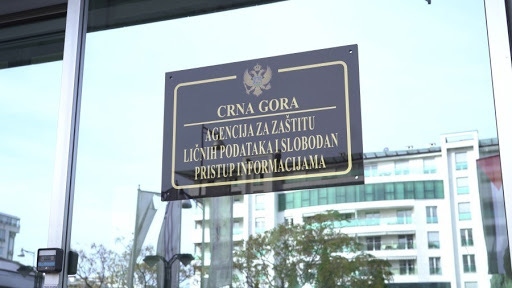 CRNA GORA
AGENCIJA ZA ZAŠTITU
LIČNIH PODATAKA I SLOBODAN
PRISTUP INFORMACIJAMA